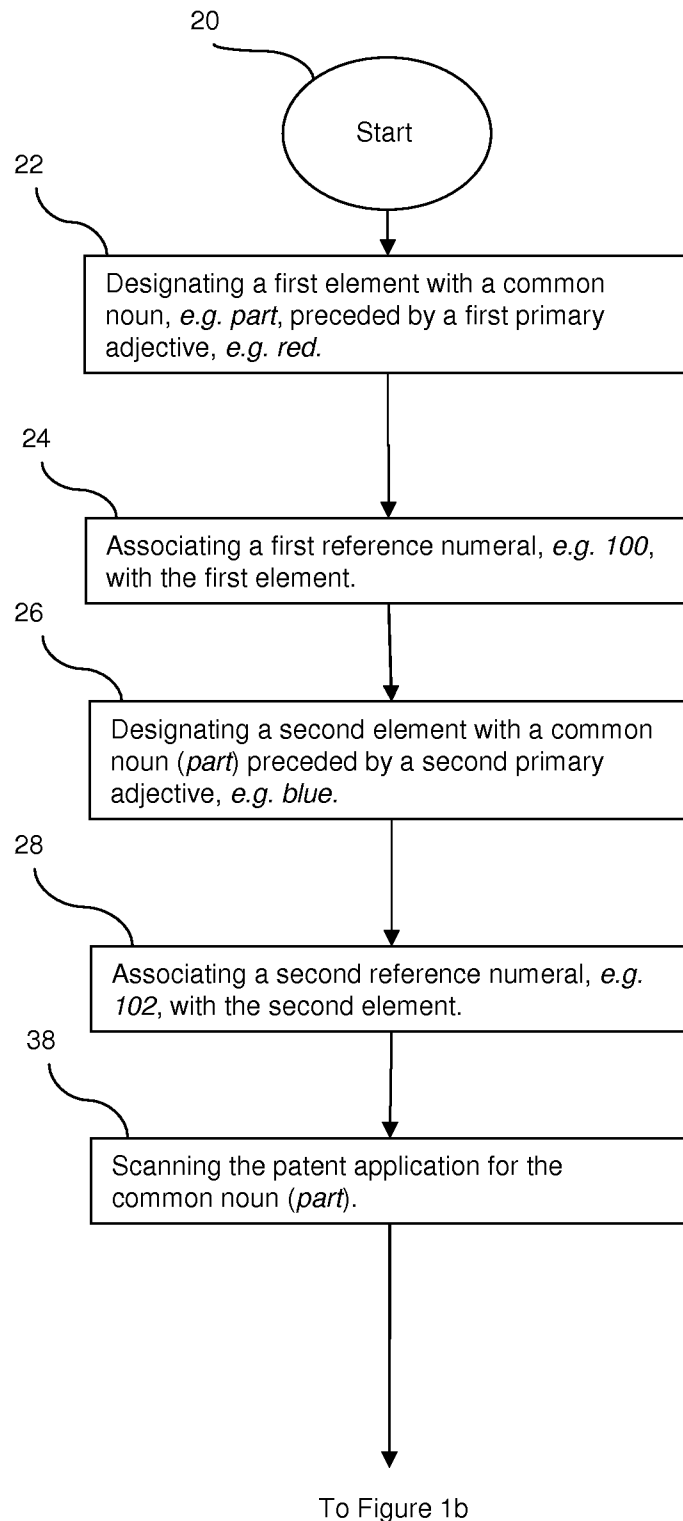 20
Start
22
Designating a first element with a common
noun, e.g. part, preceded by a first primary
adjective, e.g. red.
24
Associating a first reference numeral, e.g. 100,
with the first element.
26
Designating a second element with a common
noun (part) preceded by a second primary
adjective, e.g. blue.
28
Associating a second reference numeral, e.g.
102, with the second element.
38
Scanning the patent application for the
common noun (part).
To Figure 1b